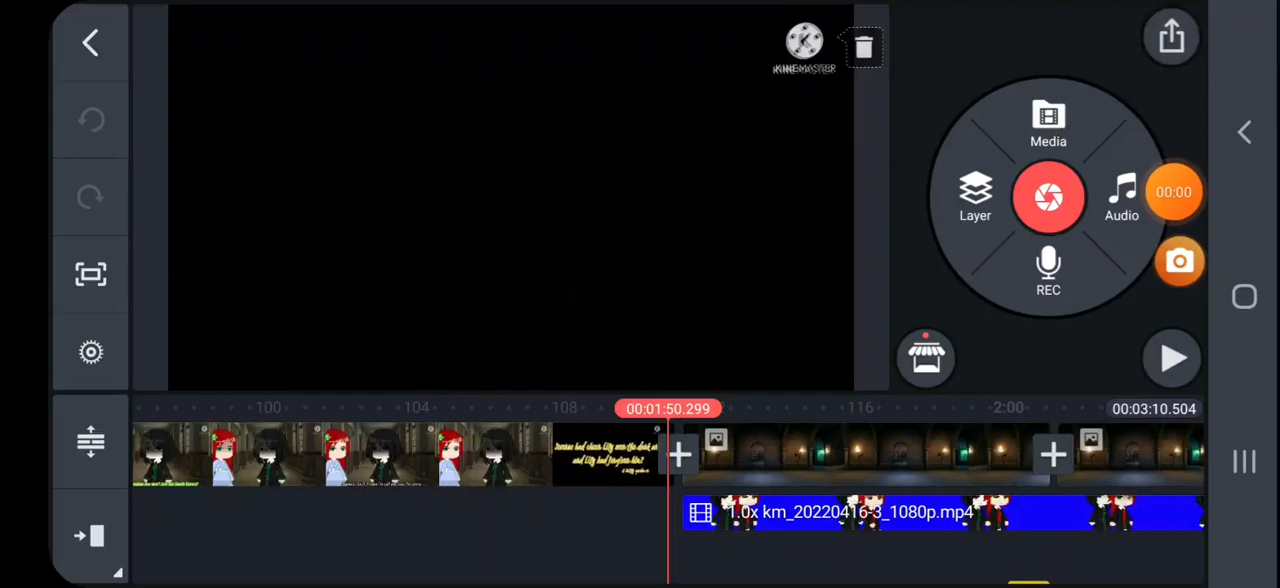 KINEMASTER
Media
Layer
Audio
00:00
REC
100
104
108
00:01:50.299
116
2:00
00:03:10.504
1.0x km_20220416-3_1080p.mp4